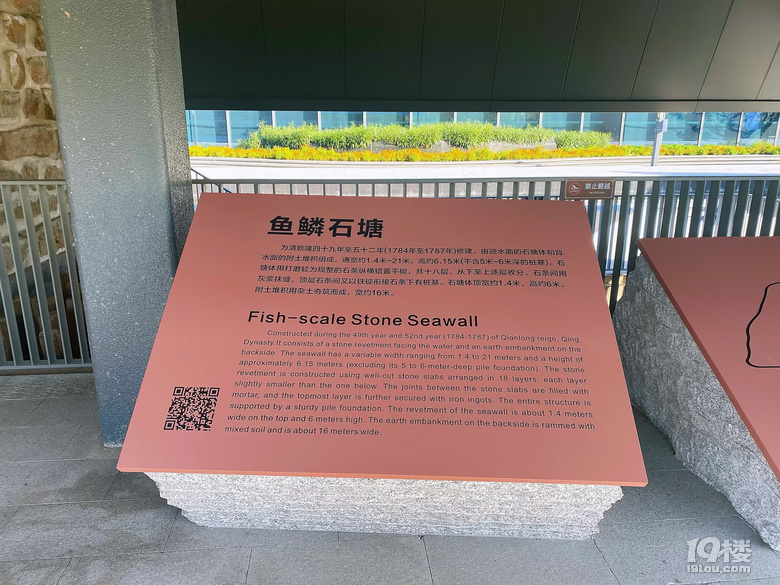 鱼鳞石塘
为清乾隆四十九年至五十二年(1784年至1787年)修建。由迎水面的石塘体和背
水面的附土堆积组成，通宽约1.4米-21米，高约6.15米(不含5米-6米深的桩基)。石
塘体用打磨较为规整的石条纵横错置平砌，共十八层，从下至上逐层收分。石条间用
灰浆抹缝，顶层石条间又以铁锭衔接石条下有桩基。石塘体顶宽约1.4米，高约6米。
附土堆积用杂土夯筑而成，宽约16米。
Fish-scale Stone Seawall
Constructed during the 49th year and 52nd year (1784-1787) of Qianlong reign, Qing
Dynasty.It consists of a stone revetment facing the water and an earth embankment on the
backside. The seawall has a variable width ranging from 1.4 to 21 meters and a height of
approximately 6.15 meters (excluding its 5 to 6-meter-deep pile foundation). The stone
revetment is constructed using well-cut stone slabs arranged in 18 layers, each layer
slightly smaller than the one below. The joints between the stone slabs are filled with
mortar, and the topmost layer is further secured with iron ingots. The entire structure is
supported by a sturdy pile foundation. The revetment of the seawall is about 1.4 meters
wide on the top and 6 meters high. The earth embankment on the backside is rammed with
mixed soil and is about 16 meters wide.
禁止翻越
19楼
19lou.com